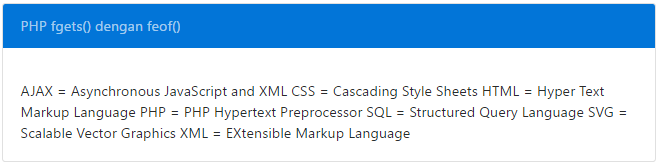 PHP fgets() dengan feof()
AJAX = Asynchronous JavaScript and XML CSS = Cascading Style Sheets HTML = Hyper Text
Markup Language PHP = PHP Hypertext Preprocessor SQL = Structured Query Language SVG =
Scalable Vector Graphics XML = EXtensible Markup Language